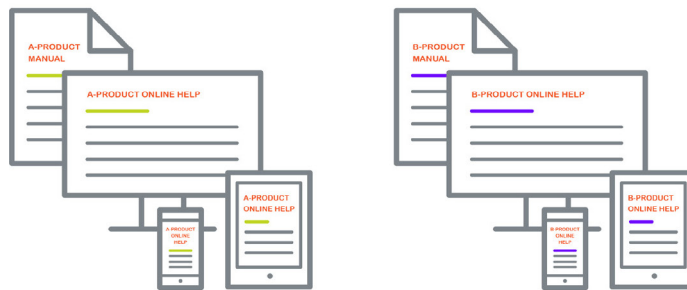 A-PRODUCT
MANUAL
A-PRODUCT ONLINE HELP
A-PRODUCT
ONLINE HELP
A-PRODUCT
ONLINE
HELP
B-PRODUCT
MANUAL
B-PRODUCT ONLINE HELP
B-PRODUCT
ONLINE HELP
B-PRODUCT
ONLINE
HELP